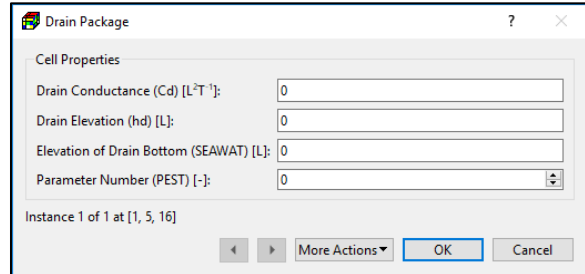 Drain Package
?
Cell Properties
Drain Conductance (Cd) [L²T⁻¹]: 0
Drain Elevation (hd) [L]: 0
Elevation of Drain Bottom (SEAWAT) [L]: 0
Parameter Number (PEST) [-]: 0
Instance 1 of 1 at [1, 5, 16]
More Actions OK Cancel